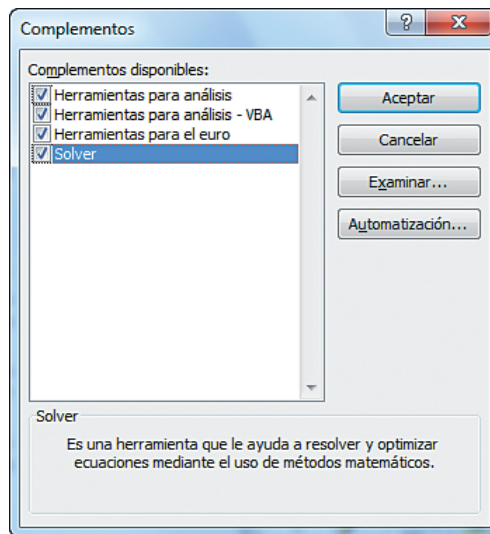 Complementos
?
X
Complementos disponibles:
Herramientas para análisis
Herramientas para análisis - VBA
Herramientas para el euro
Solver
Aceptar
Cancelar
Examinar...
Automatización...
Solver
Es una herramienta que le ayuda a resolver y optimizar
ecuaciones mediante el uso de métodos matemáticos.